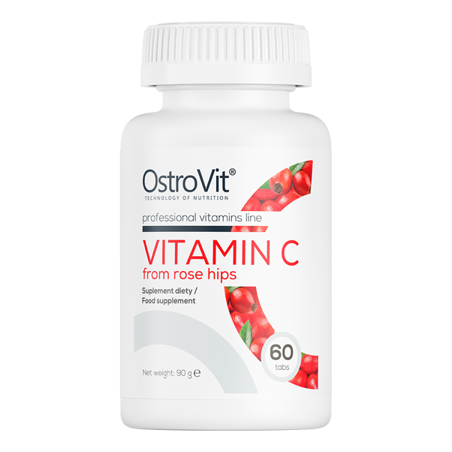 OstroVit®
TECHNOLOGY OF NUTRITION
professional vitamins line
VITAMIN C
from rose hips
Suplement diety /
Food supplement
60
tabs
Net weight: 90 g ℮